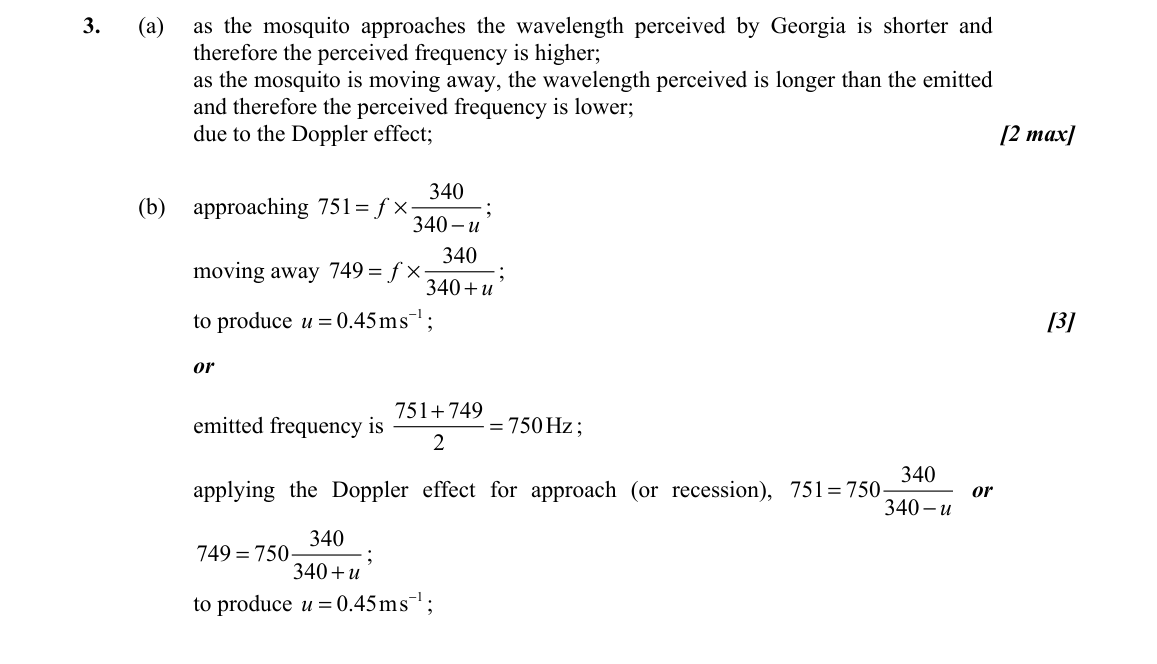 3. (a) as the mosquito approaches the wavelength perceived by Georgia is shorter and
therefore the perceived frequency is higher;
as the mosquito is moving away, the wavelength perceived is longer than the emitted
and therefore the perceived frequency is lower;
due to the Doppler effect; [2 max]
(b) approaching 751 = f × 340/(340 − u);
moving away 749 = f × 340/(340 + u);
to produce u = 0.45 m s⁻¹; [3]
or
emitted frequency is (751 + 749)/2 = 750 Hz;
applying the Doppler effect for approach (or recession), 751 = 750 340/(340 − u) or
749 = 750 340/(340 + u);
to produce u = 0.45 m s⁻¹;